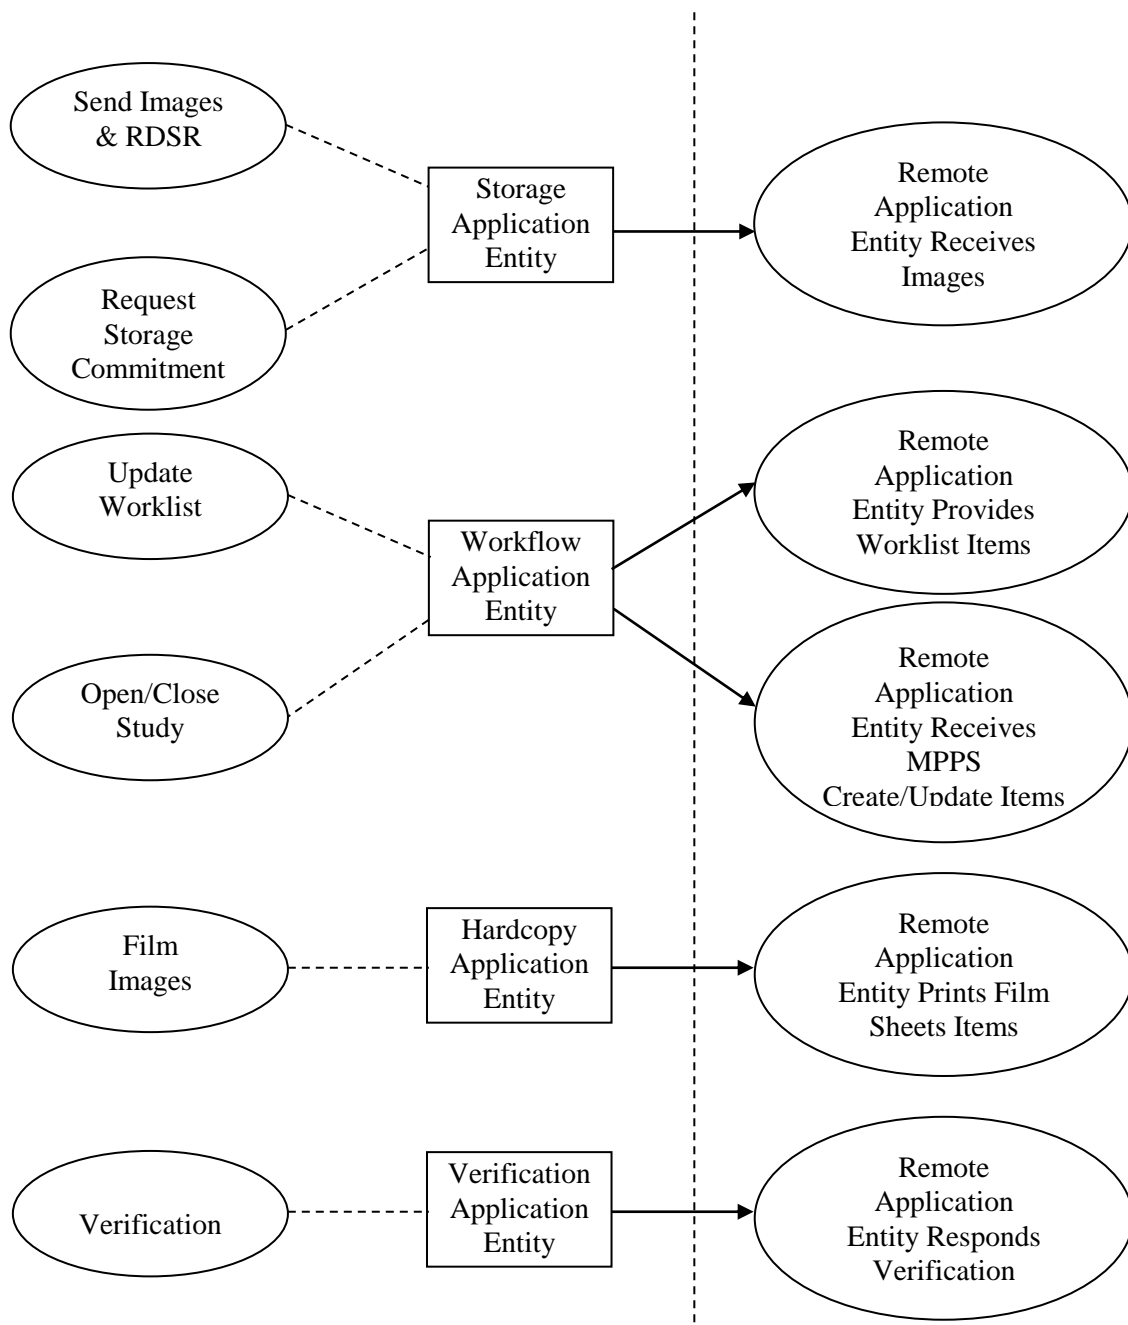 Send Images
& RDSR
Storage
Application
Entity
Remote
Application
Entity Receives
Images
Request
Storage
Commitment
Update
Worklist
Workflow
Application
Entity
Remote
Application
Entity Provides
Worklist Items
Open/Close
Study
Remote
Application
Entity Receives
MPPS
Create/Update Items
Film
Images
Hardcopy
Application
Entity
Remote
Application
Entity Prints Film
Sheets Items
Verification
Verification
Application
Entity
Remote
Application
Entity Responds
Verification